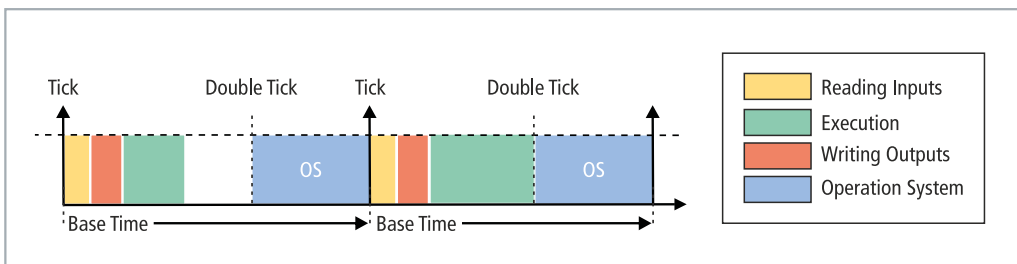 Tick
Double Tick
Tick
Double Tick
OS
OS
Base Time
Base Time
Reading Inputs
Execution
Writing Outputs
Operation System